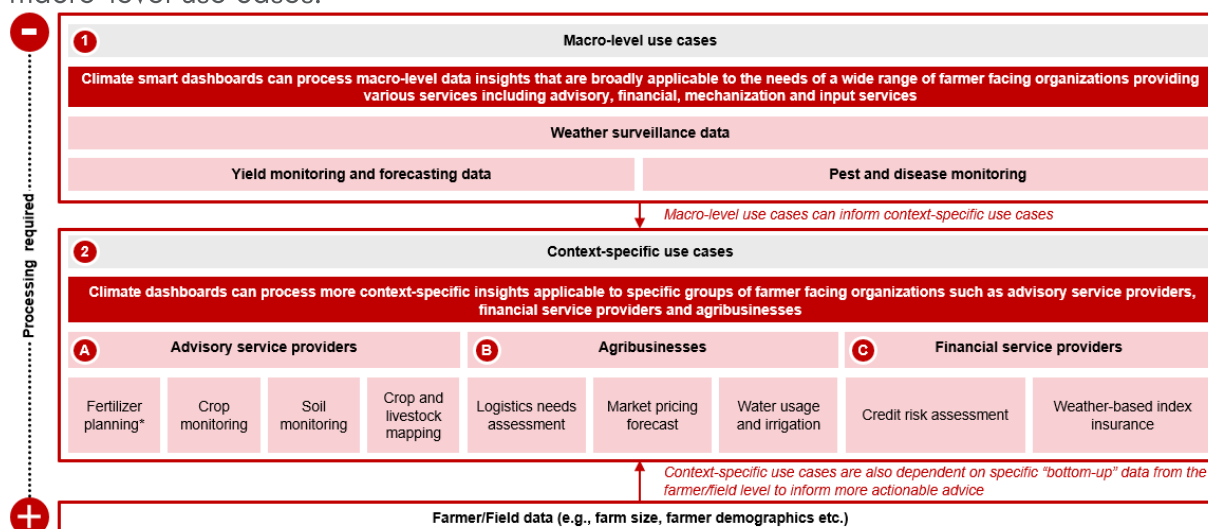 macro-level use cases.
-
1
Macro-level use cases
Climate smart dashboards can process macro-level data insights that are broadly applicable to the needs of a wide range of farmer facing organizations providing
various services including advisory, financial, mechanization and input services
Weather surveillance data
Yield monitoring and forecasting data
Pest and disease monitoring
Macro-level use cases can inform context-specific use cases
Processing required
2
Context-specific use cases
Climate dashboards can process more context-specific insights applicable to specific groups of farmer facing organizations such as advisory service providers,
financial service providers and agribusinesses
A
Advisory service providers
B
Agribusinesses
C
Financial service providers
Fertilizer
planning*
Crop
monitoring
Soil
monitoring
Crop and
livestock
mapping
Logistics needs
assessment
Market pricing
forecast
Water usage
and irrigation
Credit risk assessment
Weather-based index
insurance
Context-specific use cases are also dependent on specific “bottom-up” data from the
farmer/field level to inform more actionable advice
+
Farmer/Field data (e.g., farm size, farmer demographics etc.)